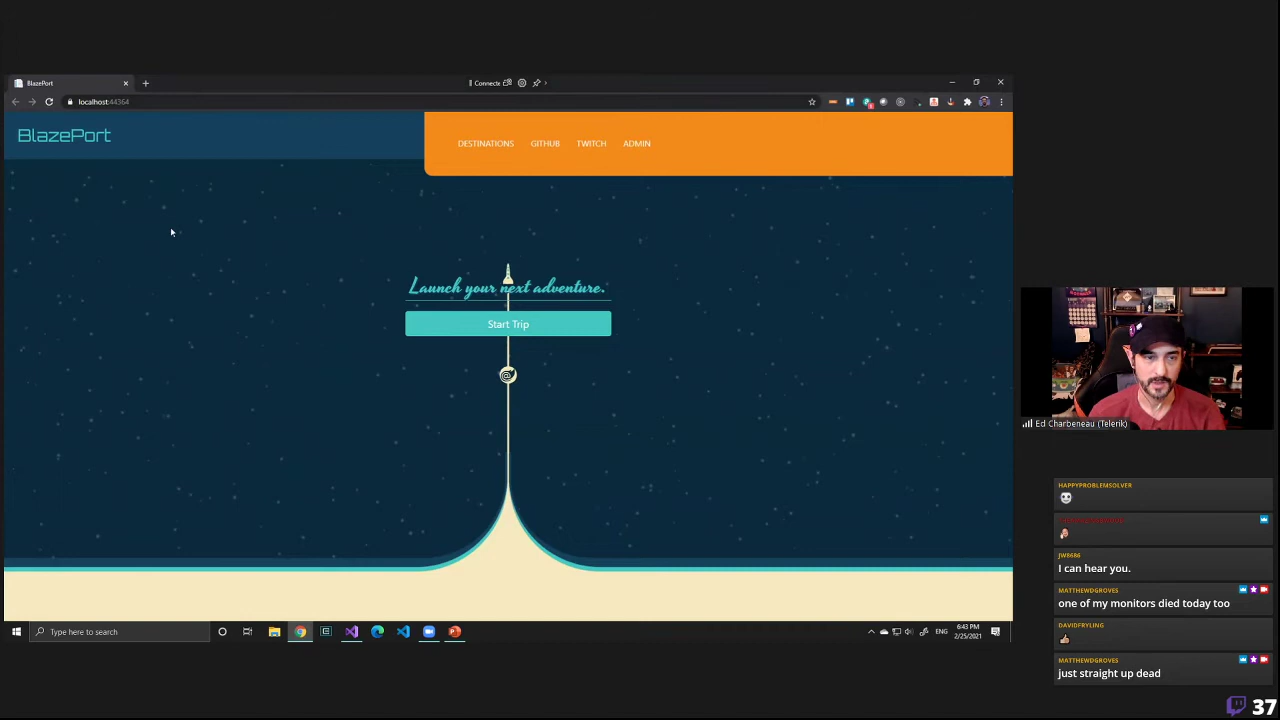 BlazePort
Connecte
localhost:44364
BlazePort
DESTINATIONS GITHUB TWITCH ADMIN
Launch your next adventure.
Start Trip
@
Ed Charbeneau (Telerik)
HAPPYPROBLEMSOLVER
JW8686
I can hear you.
MATTHEWDGROVES
one of my monitors died today too
DAVIDFRYLING
MATTHEWDGROVES
just straight up dead
Type here to search
ENG
6:43 PM
2/25/2021
37